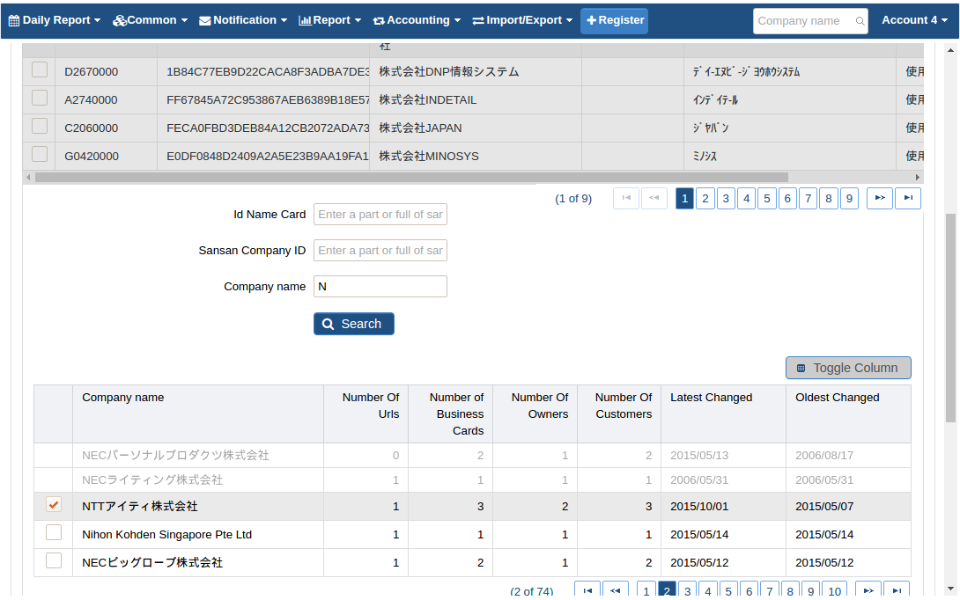 Daily Report Common Notification Report Accounting Import/Export Register Company name Account 4
社
D2670000 1B84C77EB9D22CACA8F3ADBA7DE3 株式会社DNP情報システム ﾃﾞｲ-ｴﾇﾋﾟ-ｼﾞﾖｳﾎｳｼｽﾃﾑ 使用
A2740000 FF67845A72C953867AEB6389B18E57 株式会社INDETAIL ｲﾝﾃﾞｲﾃ-ﾙ 使用
C2060000 FECA0FBD3DEB84A12CB2072ADA73 株式会社JAPAN ｼﾞﾔﾊﾟﾝ 使用
G0420000 E0DF0848D2409A2A5E23B9AA19FA1 株式会社MINOSYS ﾐﾉｼｽ 使用
(1 of 9) 1 2 3 4 5 6 7 8 9
Id Name Card Enter a part or full of sar
Sansan Company ID Enter a part or full of sar
Company name N
Search
Toggle Column
Company name Number Of Urls Number of Business Cards Number Of Owners Number Of Customers Latest Changed Oldest Changed
NECパーソナルプロダクツ株式会社 0 2 1 2 2015/05/13 2006/08/17
NECライティング株式会社 1 1 1 1 2006/05/31 2006/05/31
NTTアイティ株式会社 1 3 2 3 2015/10/01 2015/05/07
Nihon Kohden Singapore Pte Ltd 1 1 1 1 2015/05/14 2015/05/14
NECビッグローブ株式会社 1 2 1 2 2015/05/12 2015/05/12
(2 of 74) 1 2 3 4 5 6 7 8 9 10